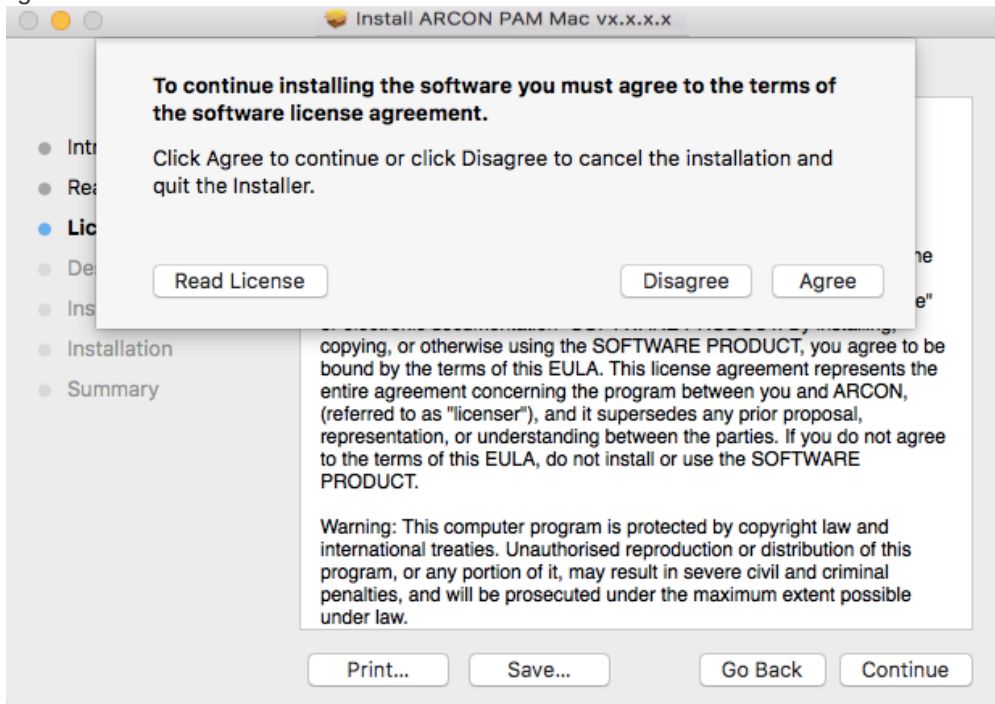 Install ARCON PAM Mac vx.x.x.x
To continue installing the software you must agree to the terms of
the software license agreement.
Click Agree to continue or click Disagree to cancel the installation and
quit the Installer.
Read License
Disagree
Agree
Lic
Installation
Summary
copying, or otherwise using the SOFTWARE PRODUCT, you agree to be
bound by the terms of this EULA. This license agreement represents the
entire agreement concerning the program between you and ARCON,
(referred to as "licenser"), and it supersedes any prior proposal,
representation, or understanding between the parties. If you do not agree
to the terms of this EULA, do not install or use the SOFTWARE
PRODUCT.
Warning: This computer program is protected by copyright law and
international treaties. Unauthorised reproduction or distribution of this
program, or any portion of it, may result in severe civil and criminal
penalties, and will be prosecuted under the maximum extent possible
under law.
Print...
Save...
Go Back
Continue